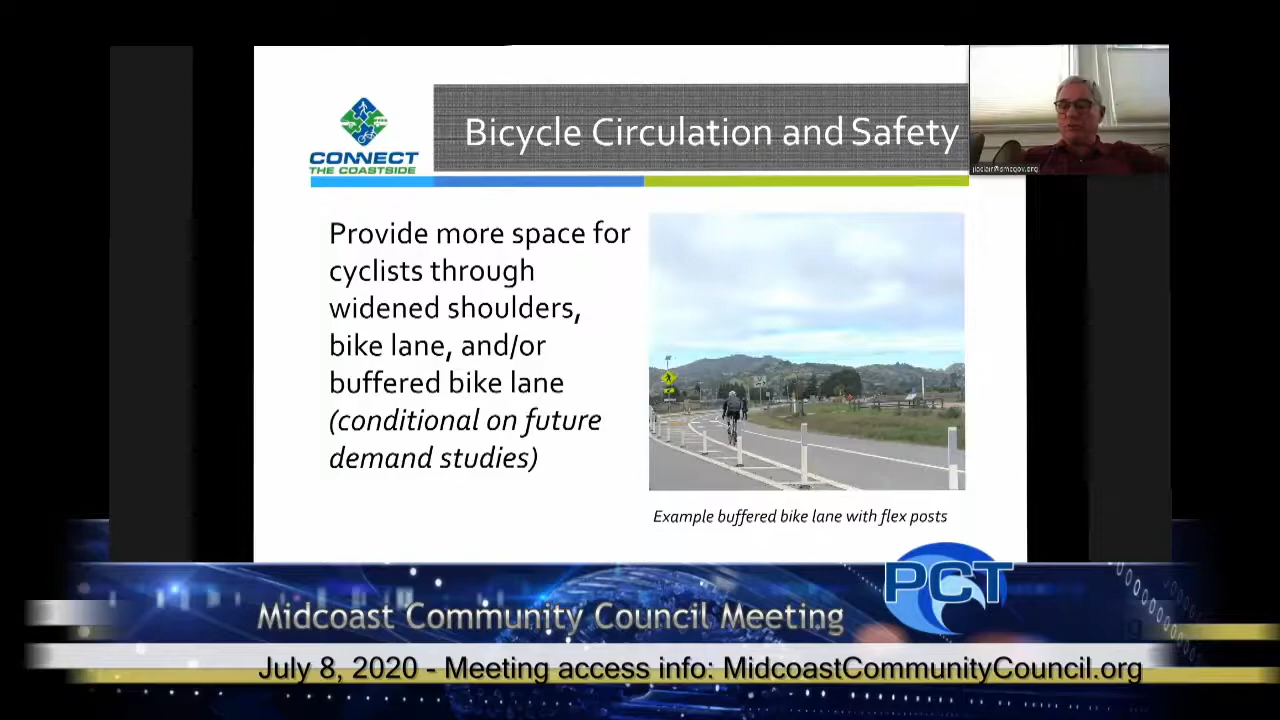 Bicycle Circulation and Safety
CONNECT
THE COASTSIDE
Provide more space for
cyclists through
widened shoulders,
bike lane, and/or
buffered bike lane
(conditional on future
demand studies)
Example buffered bike lane with flex posts
PCT
Midcoast Community Council Meeting
July 8, 2020 - Meeting access info: MidcoastCommunityCouncil.org